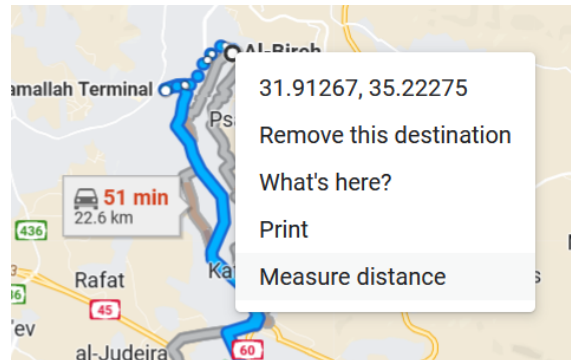 Al-Bireh
amallah Terminal
31.91267, 35.22275
Remove this destination
What's here?
Print
Measure distance
Ps
51 min
22.6 km
436
Rafat
Ka
45
ev
al-Judeira
60
s